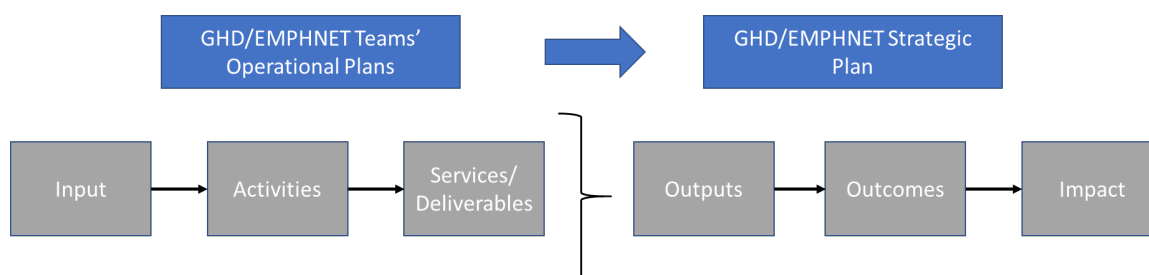 GHD/EMPHNET Teams’
Operational Plans
GHD/EMPHNET Strategic
Plan
Input
Activities
Services/
Deliverables
Outputs
Outcomes
Impact